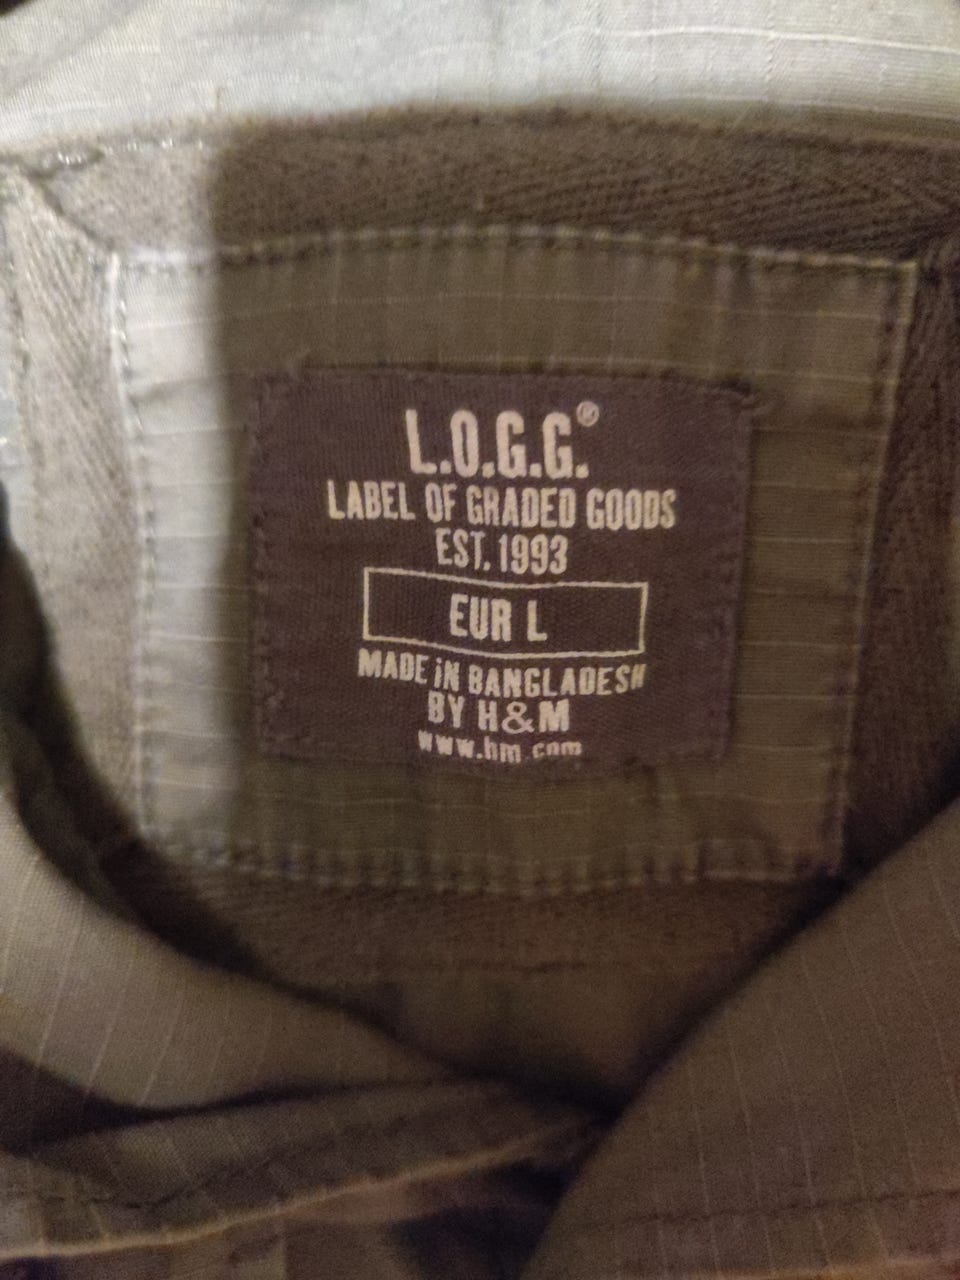 L.O.G.G.®
LABEL OF GRADED GOODS
EST. 1993
EUR L
MADE iN BANGLADESH
BY H&M
www.hm.com